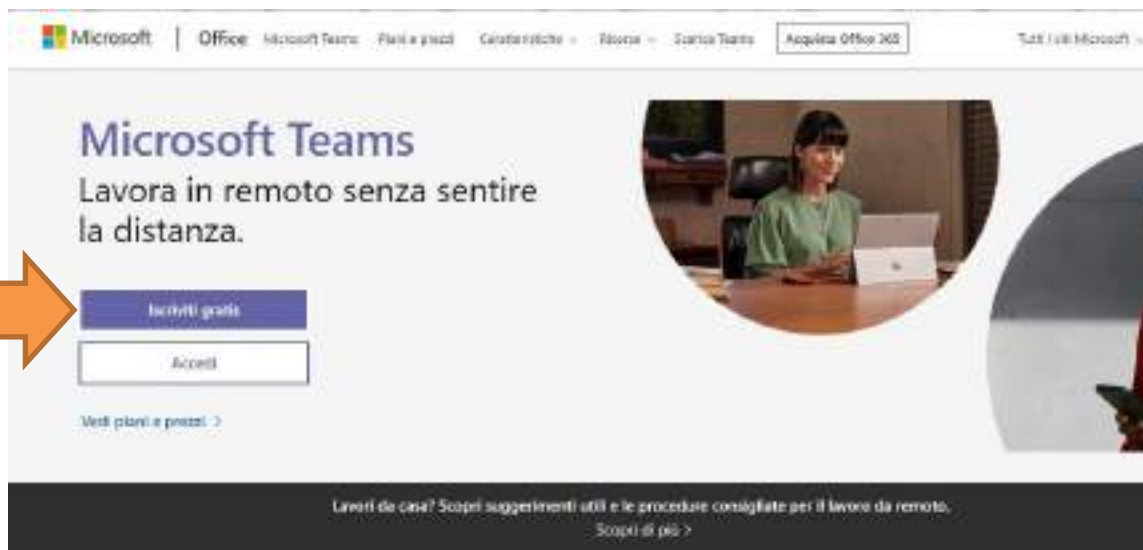 Microsoft | Office Microsoft Teams Piani e prezzi Caratteristiche Risorse Scarica Teams Acquista Office 365 Tutti i siti Microsoft
Microsoft Teams
Lavora in remoto senza sentire
la distanza.
Iscriviti gratis
Accedi
Vedi piani e prezzi >
Lavori da casa? Scopri suggerimenti utili e le procedure consigliate per il lavoro da remoto.
Scopri di più >